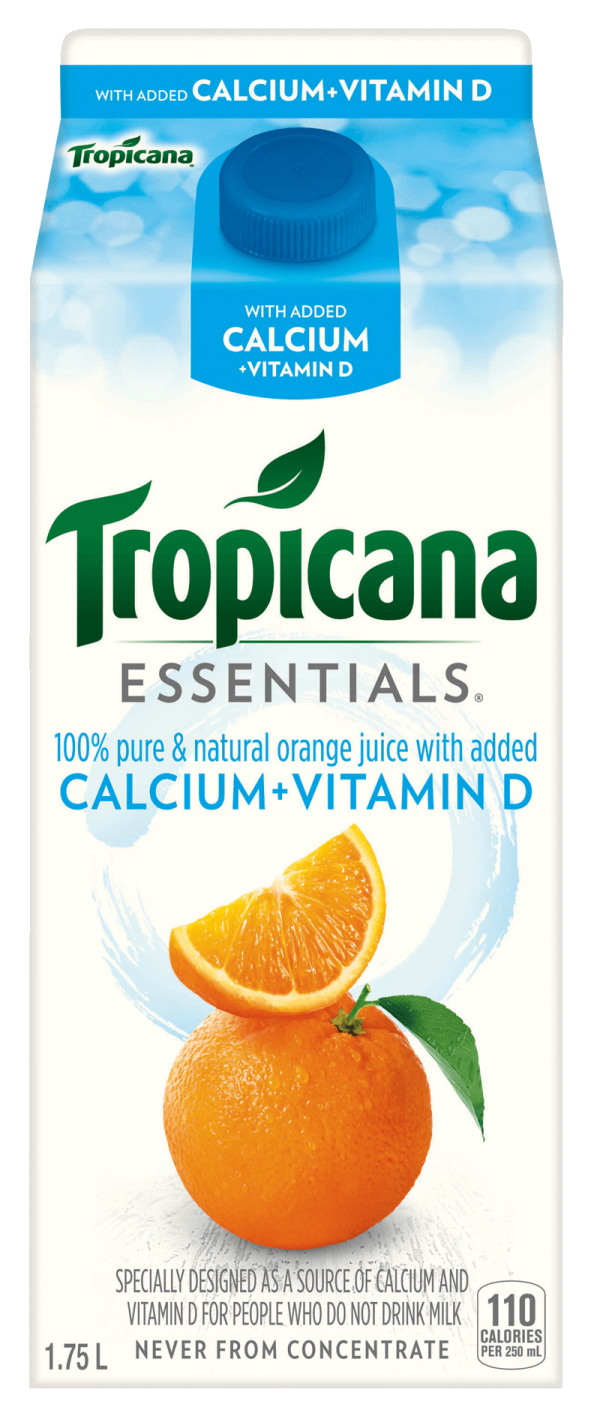 WITH ADDED CALCIUM+VITAMIN D
Tropicana
WITH ADDED
CALCIUM
+VITAMIN D
Tropicana
ESSENTIALS®
100% pure & natural orange juice with added
CALCIUM+VITAMIN D
SPECIALLY DESIGNED AS A SOURCE OF CALCIUM AND
VITAMIN D FOR PEOPLE WHO DO NOT DRINK MILK
NEVER FROM CONCENTRATE
1.75 L
110
CALORIES
PER 250 mL